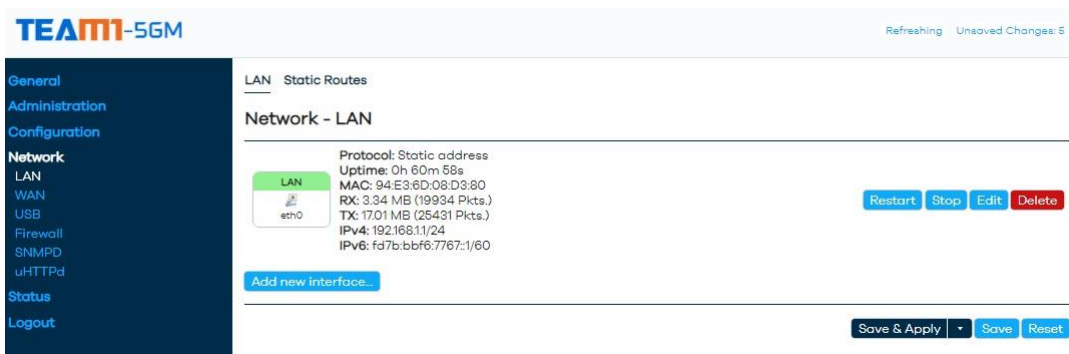 TEAM1-5GM
Refreshing Unsaved Changes: 5
General
Administration
Configuration
Network
LAN
WAN
USB
Firewall
SNMPD
uHTTPd
Status
Logout
LAN Static Routes
Network - LAN
LAN
eth0
Protocol: Static address
Uptime: 0h 60m 58s
MAC: 94:E3:6D:08:D3:80
RX: 3.34 MB (19934 Pkts.)
TX: 17.01 MB (25431 Pkts.)
IPv4: 192.168.1.1/24
IPv6: fd7b:bbf6:7767::1/60
Restart Stop Edit Delete
Add new interface...
Save & Apply Save Reset